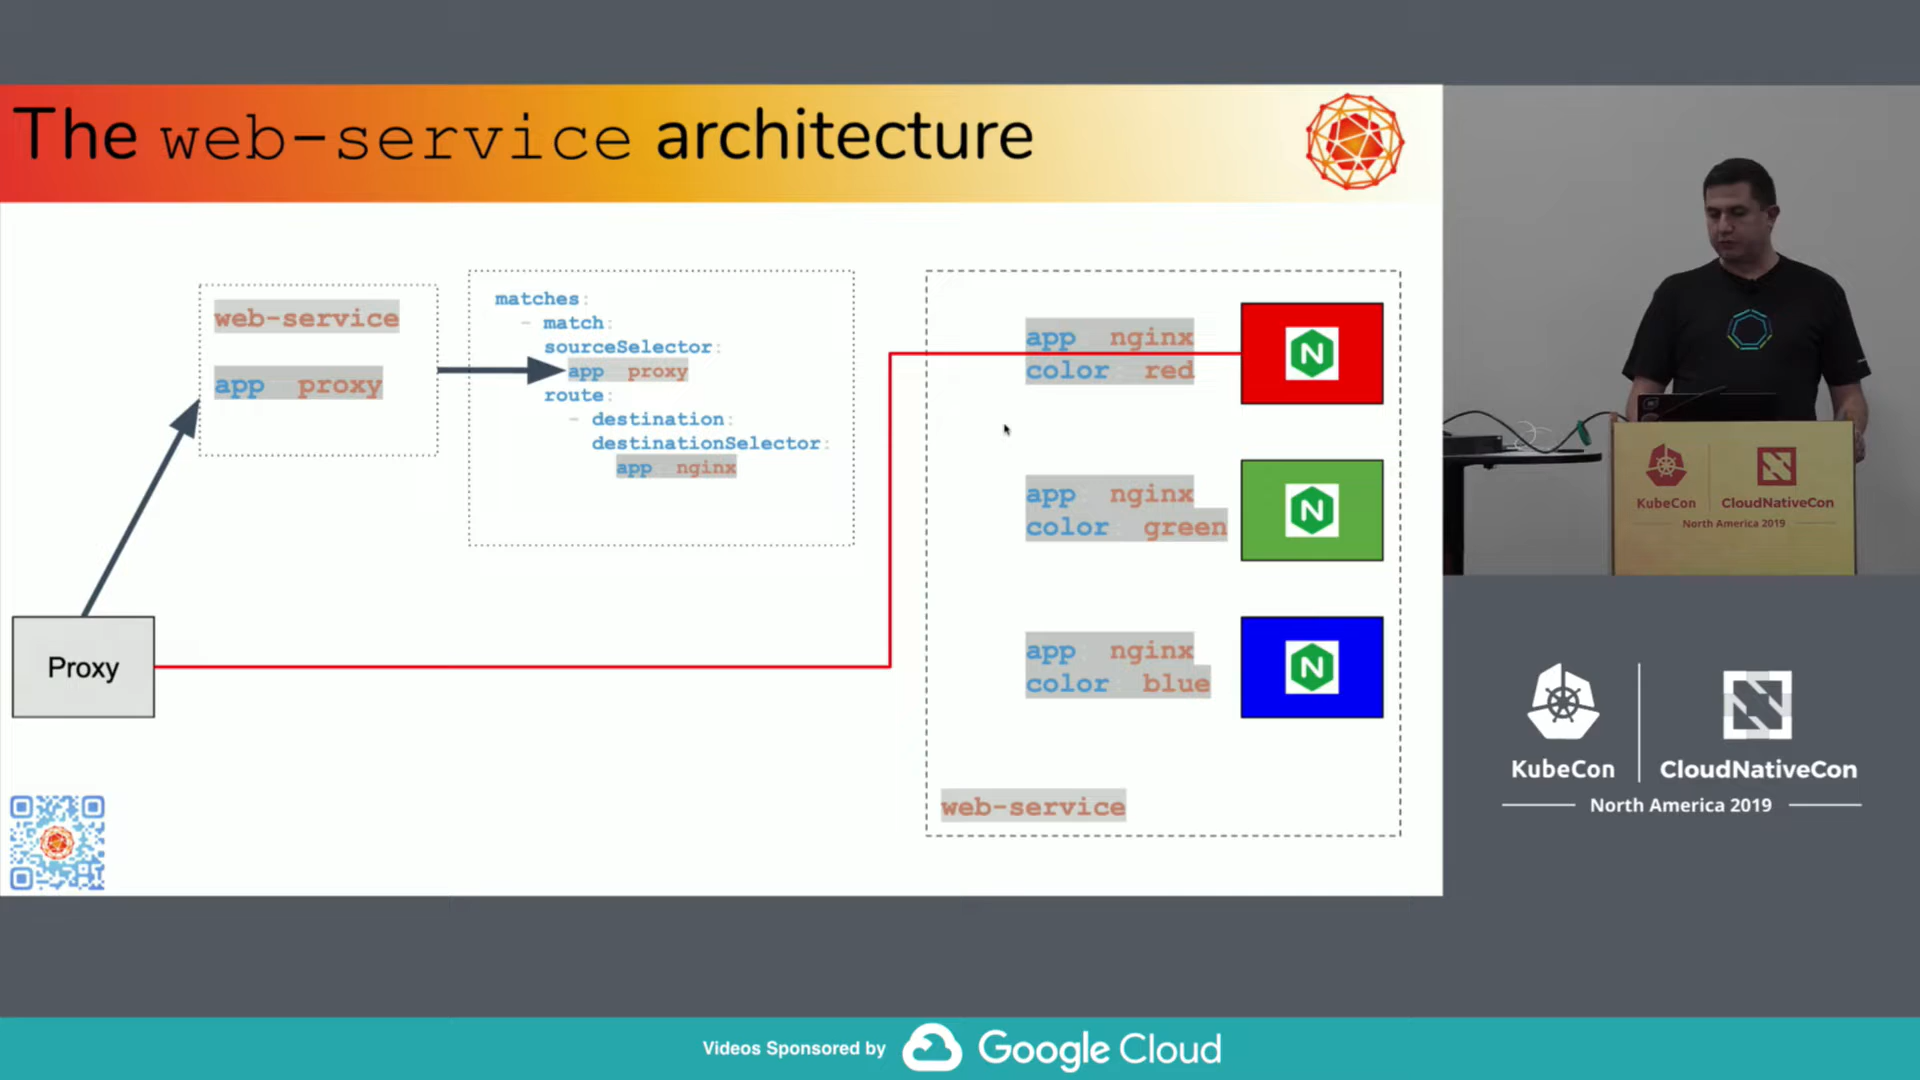 The web-service architecture
web-service
app proxy
matches:
- match:
sourceSelector:
app proxy
route:
- destination:
destinationSelector:
app nginx
app nginx
color red
app nginx
color green
app nginx
color blue
web-service
Proxy
KubeCon
CloudNativeCon
North America 2019
KubeCon
CloudNativeCon
North America 2019
Videos Sponsored by Google Cloud